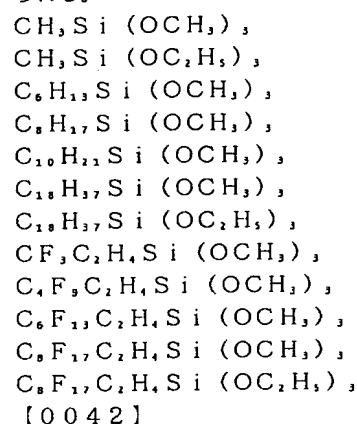 CH₃Si(OCH₃)₃
CH₃Si(OC₂H₅)₃
C₆H₁₃Si(OCH₃)₃
C₈H₁₇Si(OCH₃)₃
C₁₀H₂₁Si(OCH₃)₃
C₁₈H₃₇Si(OCH₃)₃
C₁₈H₃₇Si(OC₂H₅)₃
CF₃C₂H₄Si(OCH₃)₃
C₄F₉C₂H₄Si(OCH₃)₃
C₆F₁₃C₂H₄Si(OCH₃)₃
C₈F₁₇C₂H₄Si(OCH₃)₃
C₈F₁₇C₂H₄Si(OC₂H₅)₃
【0042】